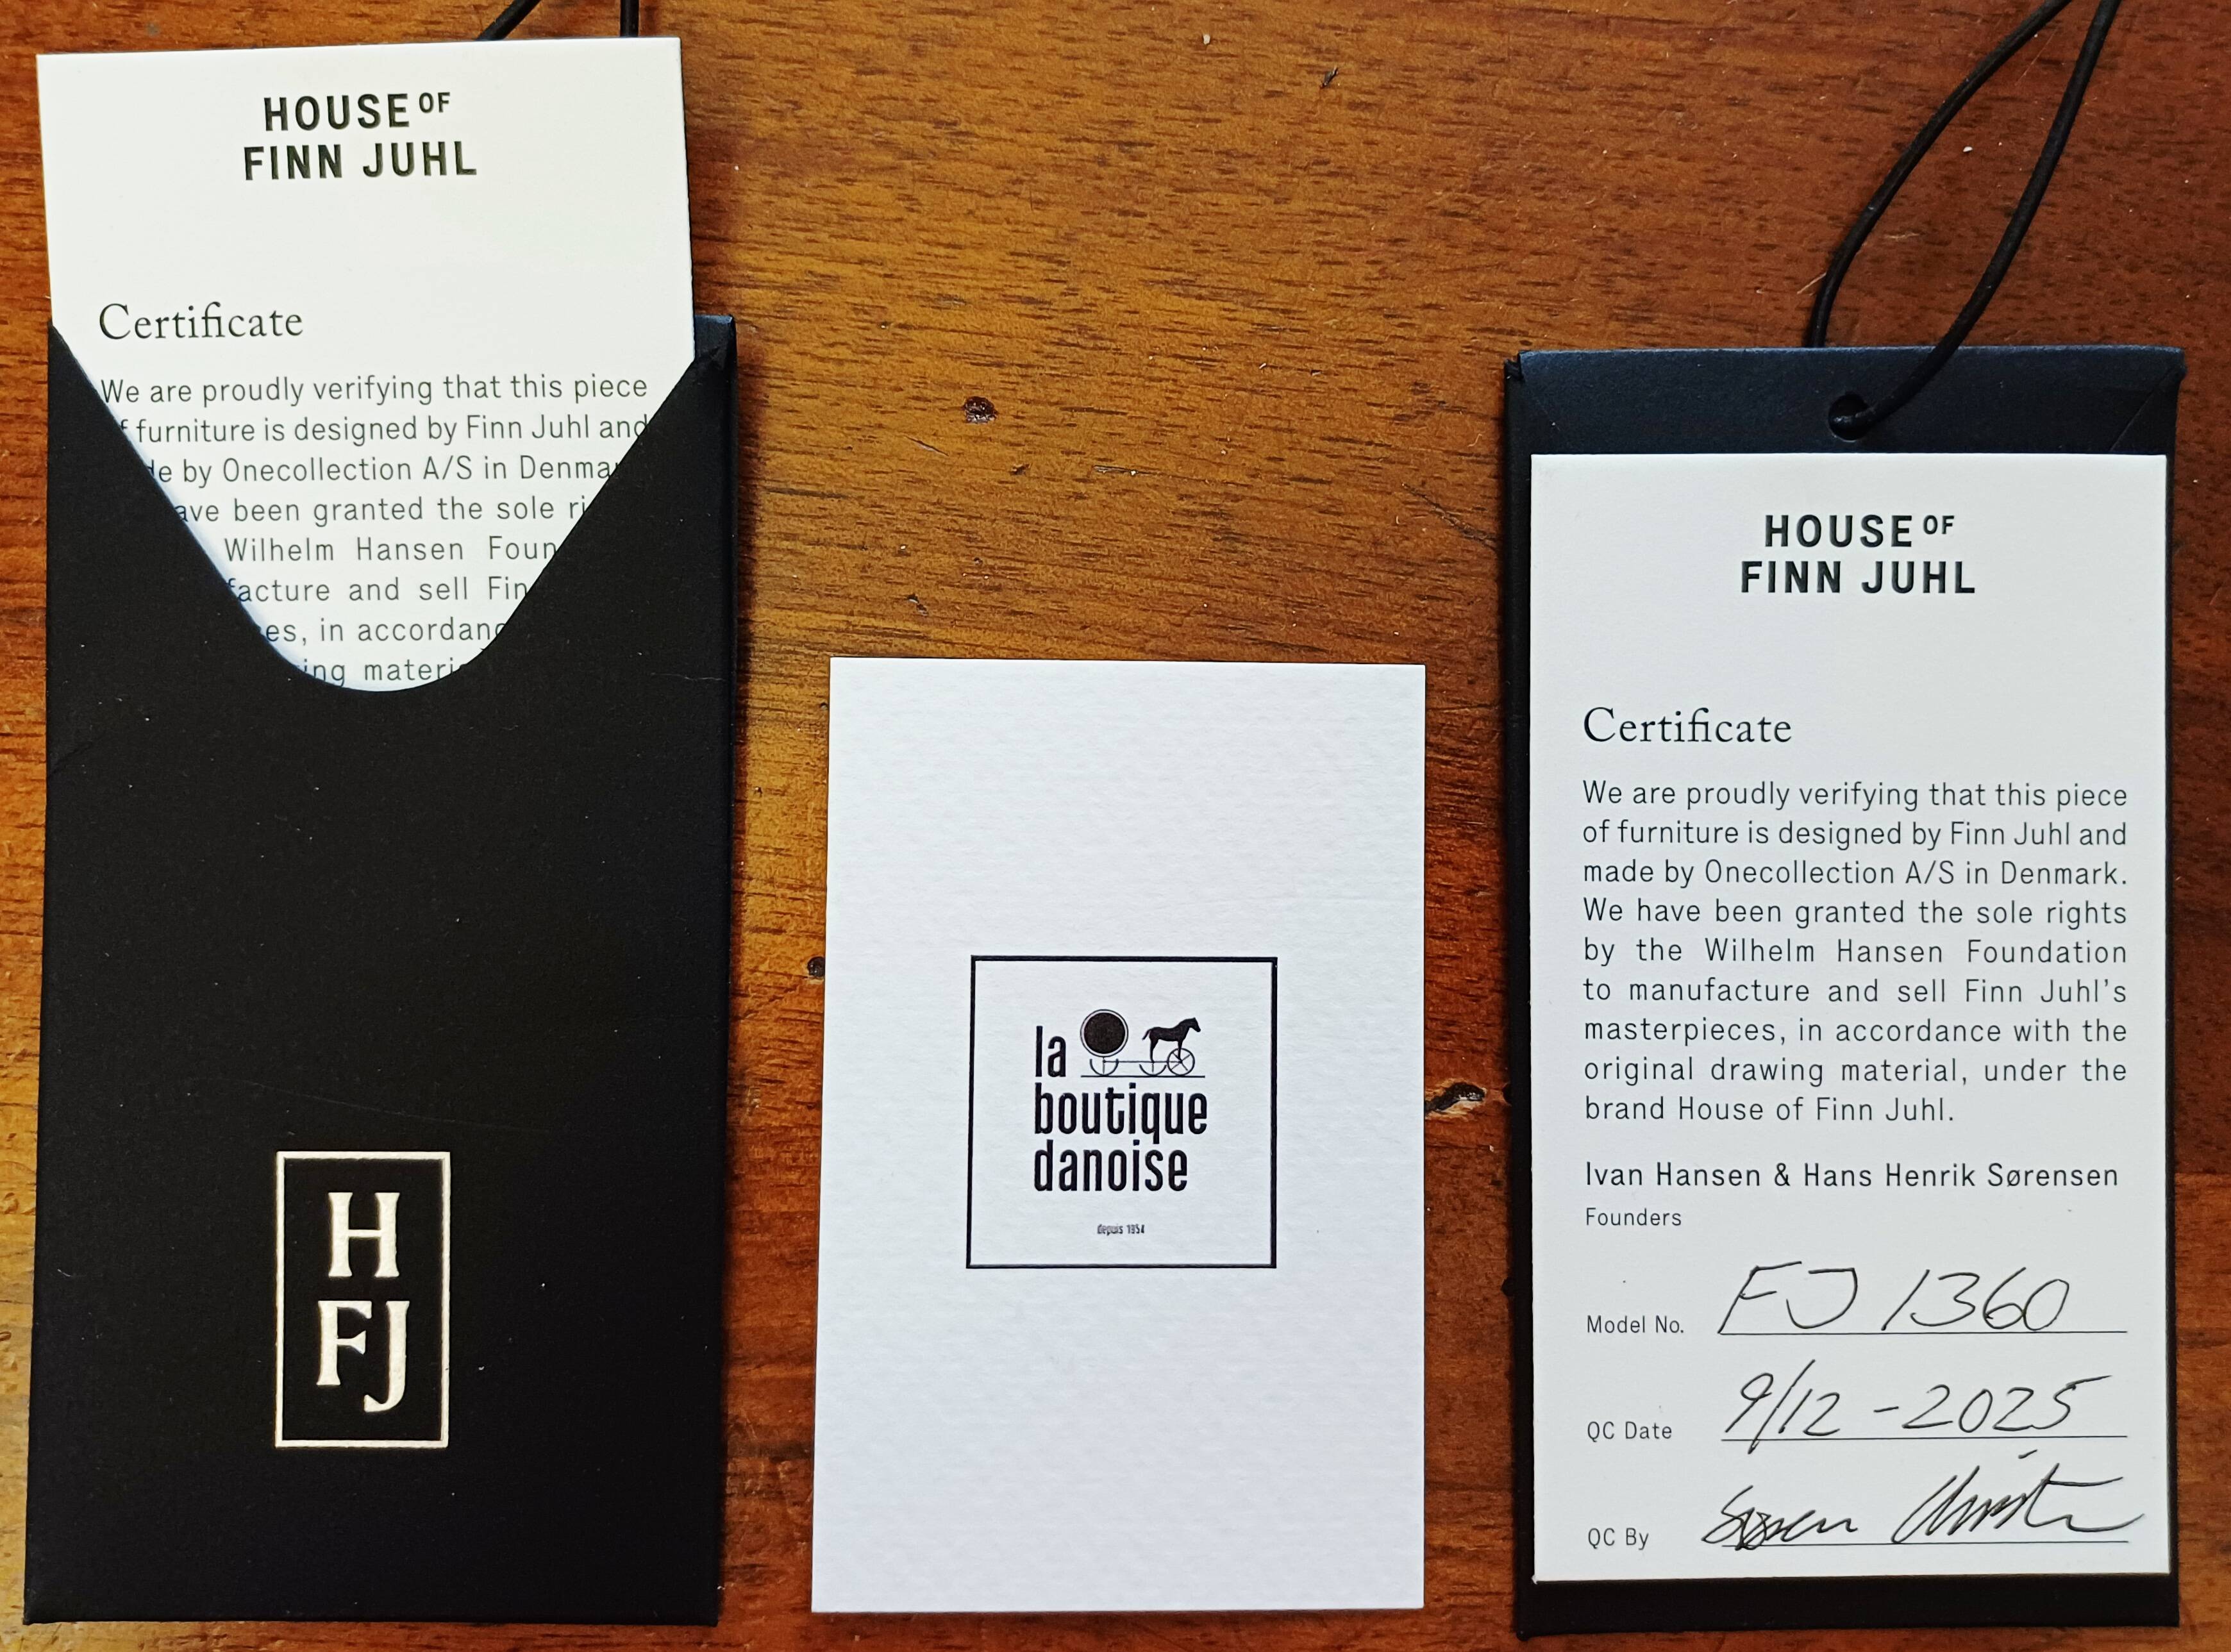 HOUSE OF
FINN JUHL
Certificate
We are proudly verifying that this piece
furniture is designed by Finn Juhl and
by Onecollection A/S in
been granted the sole
Wilhelm Hansen
and sell
in
H
FJ
la
boutique
danoise
depuis 1954
HOUSE OF
FINN JUHL
Certificate
We are proudly verifying that this piece
of furniture is designed by Finn Juhl and
made by Onecollection A/S in Denmark.
We have been granted the sole rights
by the Wilhelm Hansen Foundation
to manufacture and sell Finn Juhl's
masterpieces, in accordance with the
original drawing material, under the
brand House of Finn Juhl.
Ivan Hansen & Hans Henrik Sørensen
Founders
Model No. FJ 1360
QC Date 9/12-2025
QC By